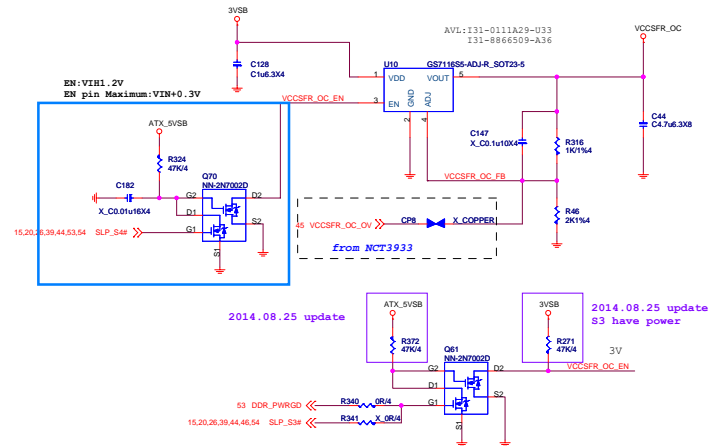 3VSB
AVL:I31-0111A29-U33
I31-8866509-A36
VCCSFR_OC
C128
C1u6.3X4
U10
GS7116S5-ADJ-R_SOT23-5
1
VDD
VOUT
5
EN:VIH1.2V
EN pin Maximum:VIN+0.3V
VCCSFR_OC_EN
3
EN
GND
ADJ
2
4
C44
C4.7u6.3X8
ATX_5VSB
C147
X_C0.1u10X4
R316
1K/1%4
R324
47K/4
Q70
NN-2N7002D
VCCSFR_OC_FB
C182
X_C0.01u16X4
G2
D2
D1
S2
G1
S1
R46
2K1%4
15,20,26,39,44,53,54 SLP_S4#
45 VCCSFR_OC_OV
CP8
X_COPPER
from NCT3933
2014.08.25 update
ATX_5VSB
3VSB
2014.08.25 update
S3 have power
R372
47K/4
R271
47K/4
3V
Q61
NN-2N7002D
VCCSFR_OC_EN
G2
D2
D1
S2
G1
S1
53 DDR_PWRGD
R340
0R/4
15,20,26,39,44,46,54 SLP_S3#
R341
X_0R/4